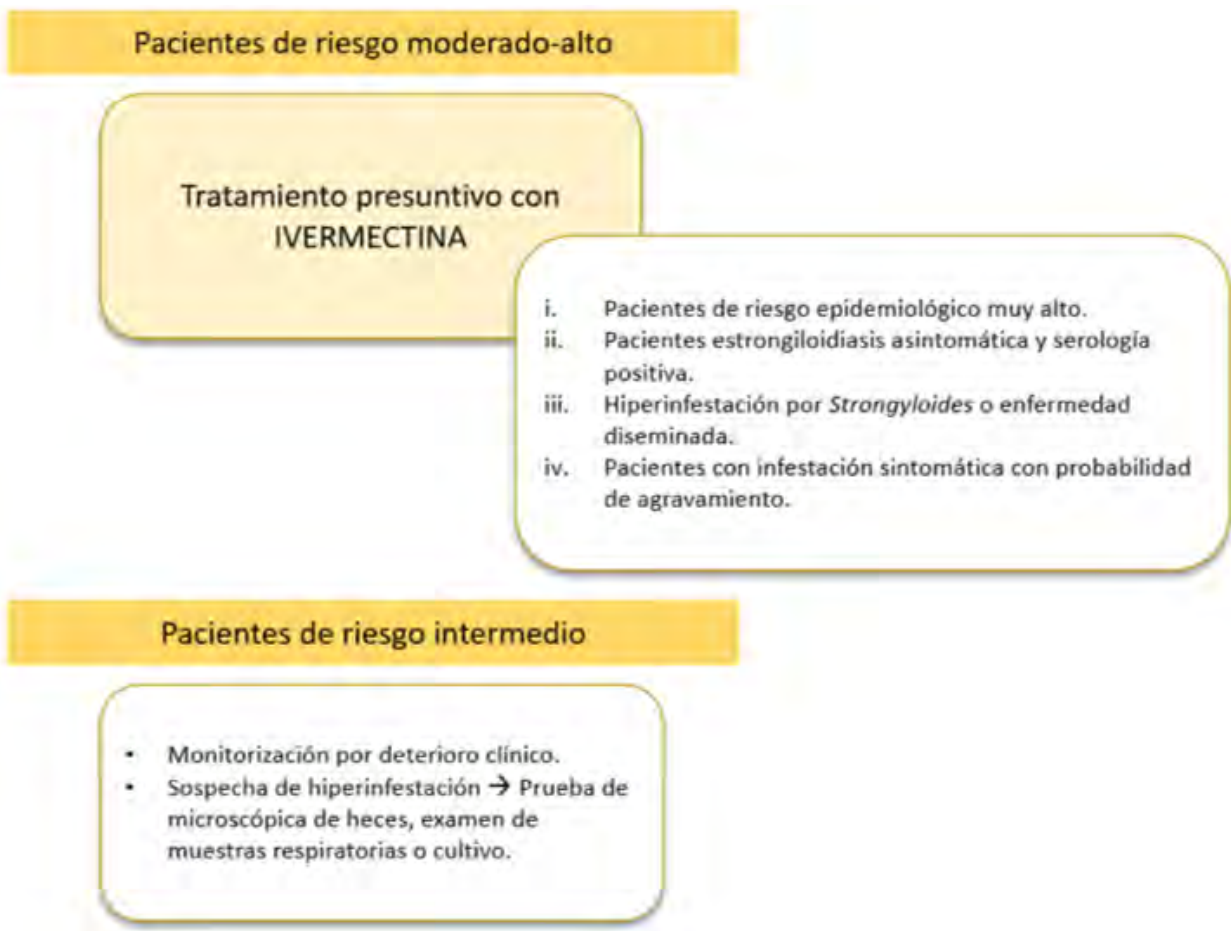 Pacientes de riesgo moderado-alto
Tratamiento presuntivo con
IVERMECTINA
i. Pacientes de riesgo epidemiológico muy alto.
ii. Pacientes estrongiloidiasis asintomática y serología
positiva.
iii. Hiperinfestación por Strongyloides o enfermedad
diseminada.
iv. Pacientes con infestación sintomática con probabilidad
de agravamiento.
Pacientes de riesgo intermedio
• Monitorización por deterioro clínico.
• Sospecha de hiperinfestación → Prueba de
microscópica de heces, examen de
muestras respiratorias o cultivo.